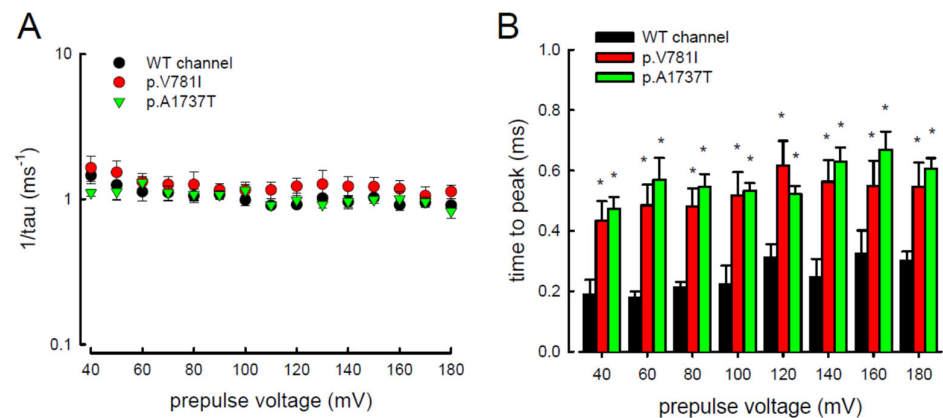 A
10
WT channel
p.V781I
p.A1737T
1/tau (ms⁻¹)
1
0.1
40 60 80 100 120 140 160 180
prepulse voltage (mV)
B
1.0
WT channel
p.V781I
p.A1737T
0.8
time to peak (ms)
0.6
0.4
0.2
0.0
* * * * * * * * * * * * * * * *
40 60 80 100 120 140 160 180
prepulse voltage (mV)